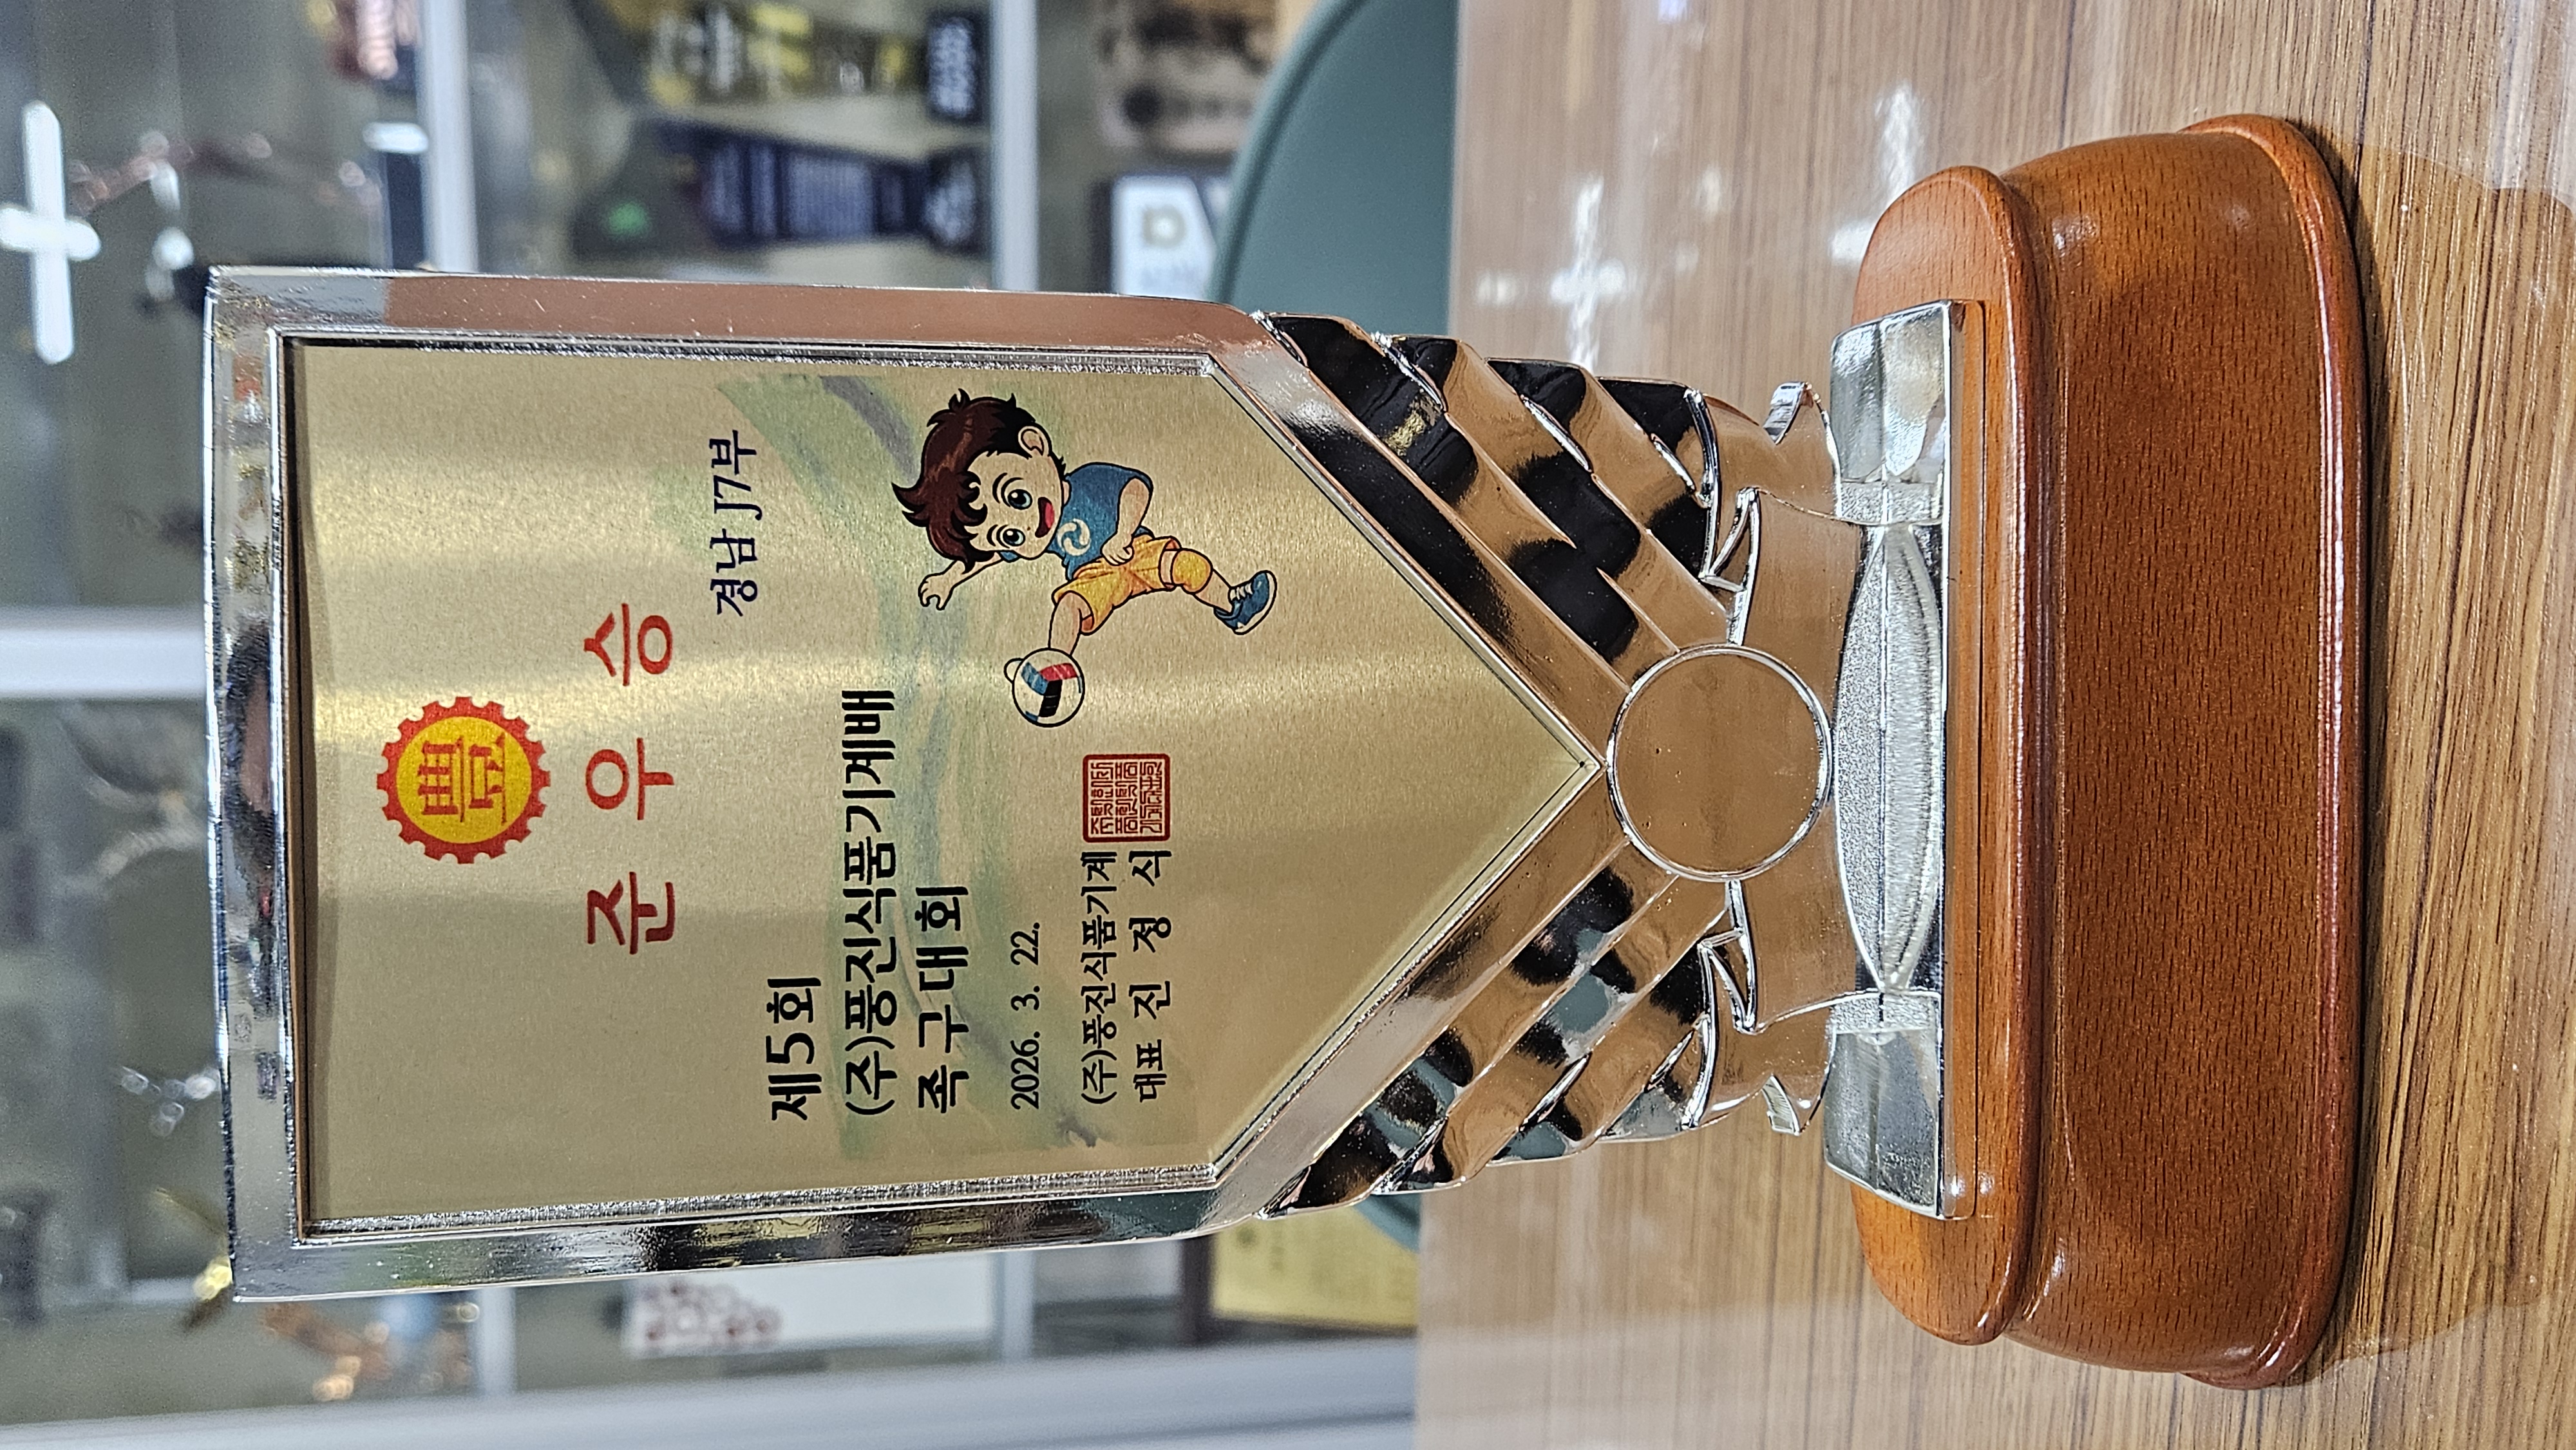 豊
준우승
경남 J7부
제5회
(주)풍진식품기계배
족구대회
2026. 3. 22.
(주)풍진식품기계
대표 진정식